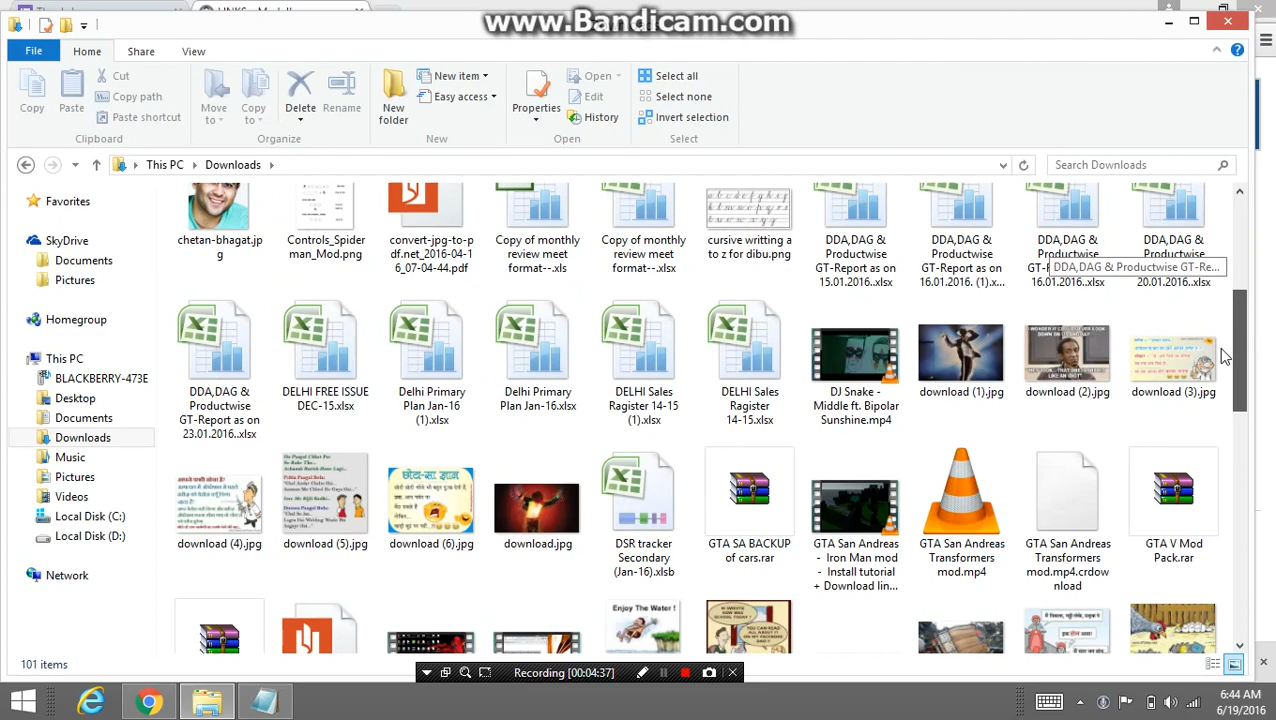 www.Bandicam.com
File
Home
Share
View
Copy
Paste
Cut
Copy path
Paste shortcut
Move to
Copy to
Delete
Rename
New folder
New item
Easy access
Properties
Open
Edit
History
Select all
Select none
Invert selection
Clipboard
Organize
New
Open
Select
This PC
Downloads
Search Downloads
Favorites
SkyDrive
Documents
Pictures
Homegroup
This PC
BLACKBERRY-473E
Desktop
Documents
Downloads
Music
Pictures
Videos
Local Disk (C:)
Local Disk (D:)
Network
chetan-bhagat.jp
g
Controls_Spider
man_Mod.png
convert-jpg-to-p
df.net_2016-04-1
6_07-04-44.pdf
Copy of monthly
review meet
format--.xls
Copy of monthly
review meet
format--.xlsx
cursive writting a
to z for dibu.png
DDA,DAG &
Productwise
GT-Report as on
15.01.2016..xlsx
DDA,DAG &
Productwise
GT-Report as on
16.01.2016. (1).x...
DDA,DAG &
Productwise
16.01.2016..xlsx
DDA,DAG &
Productwise
20.01.2016..xlsx
DDA,DAG & Productwise GT-Re...
DDA,DAG &
Productwise
GT-Report as on
23.01.2016..xlsx
DELHI FREE ISSUE
DEC-15.xlsx
Delhi Primary
Plan Jan-16
(1).xlsx
Delhi Primary
Plan Jan-16.xlsx
DELHI Sales
Ragister 14-15
(1).xlsx
DELHI Sales
Ragister
14-15.xlsx
DJ Snake -
Middle ft. Bipolar
Sunshine.mp4
download (1).jpg
download (2).jpg
download (3).jpg
download (4).jpg
download (5).jpg
download (6).jpg
download.jpg
DSR tracker
Secondary
(Jan-16).xlsb
GTA SA BACKUP
of cars.rar
GTA San Andreas
- Iron Man mod
- Install tutorial
+ Download lin...
GTA San Andreas
Transformers
mod.mp4
GTA San Andreas
Transformers
mod.mp4.crdow
nload
GTA V Mod
Pack.rar
Enjoy The Water !
101 items
Recording [00:04:37]
6:44 AM
6/19/2016